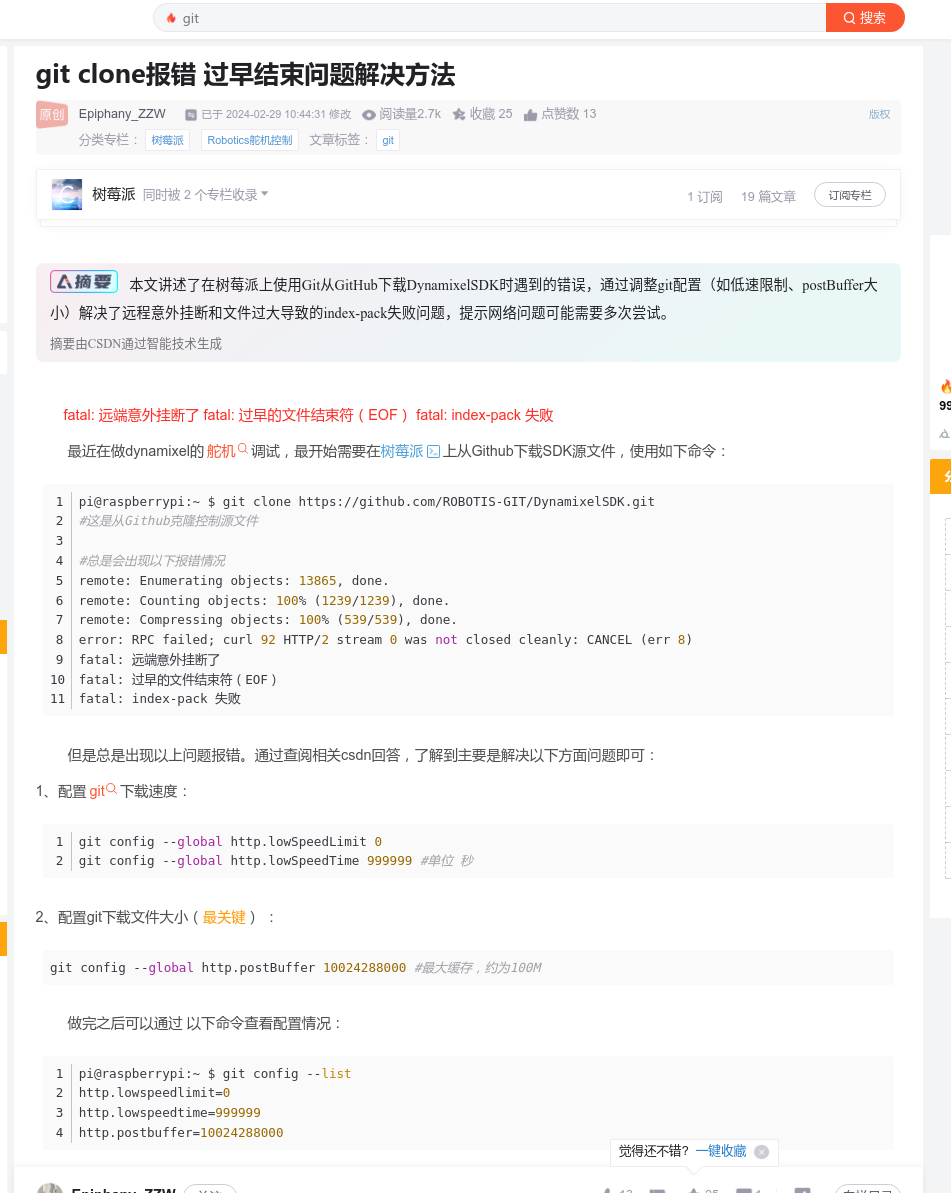 git
搜索
git clone报错 过早结束问题解决方法
原创
Epiphany_ZZW 已于 2024-02-29 10:44:31 修改 阅读量2.7k 收藏 25 点赞数 13 版权
分类专栏： 树莓派 Robotics舵机控制 文章标签： git
树莓派 同时被 2 个专栏收录 1 订阅 19 篇文章 订阅专栏
摘要 本文讲述了在树莓派上使用Git从GitHub下载DynamixelSDK时遇到的错误，通过调整git配置（如低速限制、postBuffer大
小）解决了远程意外挂断和文件过大导致的index-pack失败问题，提示网络问题可能需要多次尝试。
摘要由CSDN通过智能技术生成
fatal: 远端意外挂断了 fatal: 过早的文件结束符（EOF） fatal: index-pack 失败
最近在做dynamixel的舵机调试，最开始需要在树莓派上从Github下载SDK源文件，使用如下命令：
1 pi@raspberrypi:~ $ git clone https://github.com/ROBOTIS-GIT/DynamixelSDK.git
2 #这是从Github克隆控制源文件
3
4 #总是会出现以下报错情况
5 remote: Enumerating objects: 13865, done.
6 remote: Counting objects: 100% (1239/1239), done.
7 remote: Compressing objects: 100% (539/539), done.
8 error: RPC failed; curl 92 HTTP/2 stream 0 was not closed cleanly: CANCEL (err 8)
9 fatal: 远端意外挂断了
10 fatal: 过早的文件结束符（EOF）
11 fatal: index-pack 失败
但是总是出现以上问题报错。通过查阅相关csdn回答，了解到主要是解决以下方面问题即可：
1、配置git下载速度：
1 git config --global http.lowSpeedLimit 0
2 git config --global http.lowSpeedTime 999999 #单位 秒
2、配置git下载文件大小（最关键）：
git config --global http.postBuffer 10024288000 #最大缓存，约为100M
做完之后可以通过 以下命令查看配置情况：
1 pi@raspberrypi:~ $ git config --list
2 http.lowspeedlimit=0
3 http.lowspeedtime=999999
4 http.postbuffer=10024288000
觉得还不错? 一键收藏
Epiphany_ZZW
99